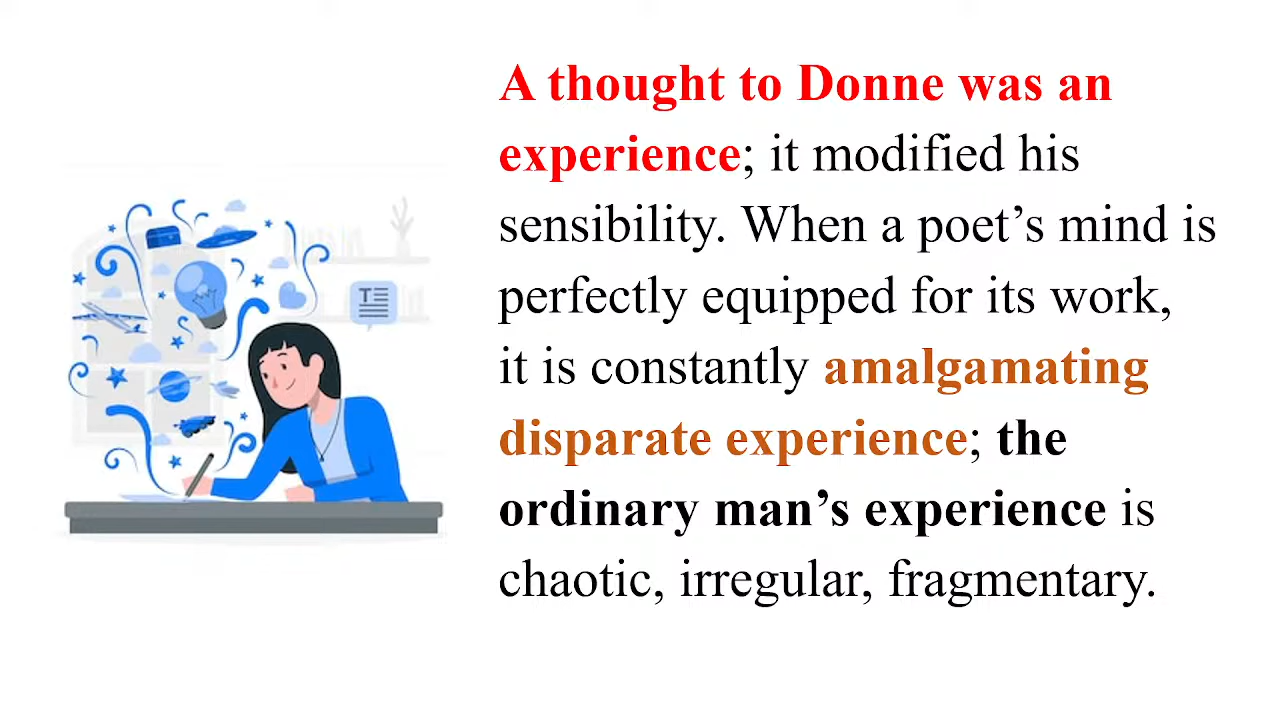 A thought to Donne was an
experience; it modified his
sensibility. When a poet’s mind is
perfectly equipped for its work,
it is constantly amalgamating
disparate experience; the
ordinary man’s experience is
chaotic, irregular, fragmentary.
T